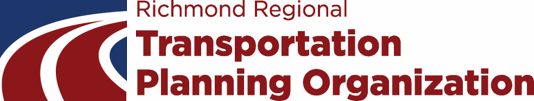 Richmond Regional
Transportation
Planning Organization